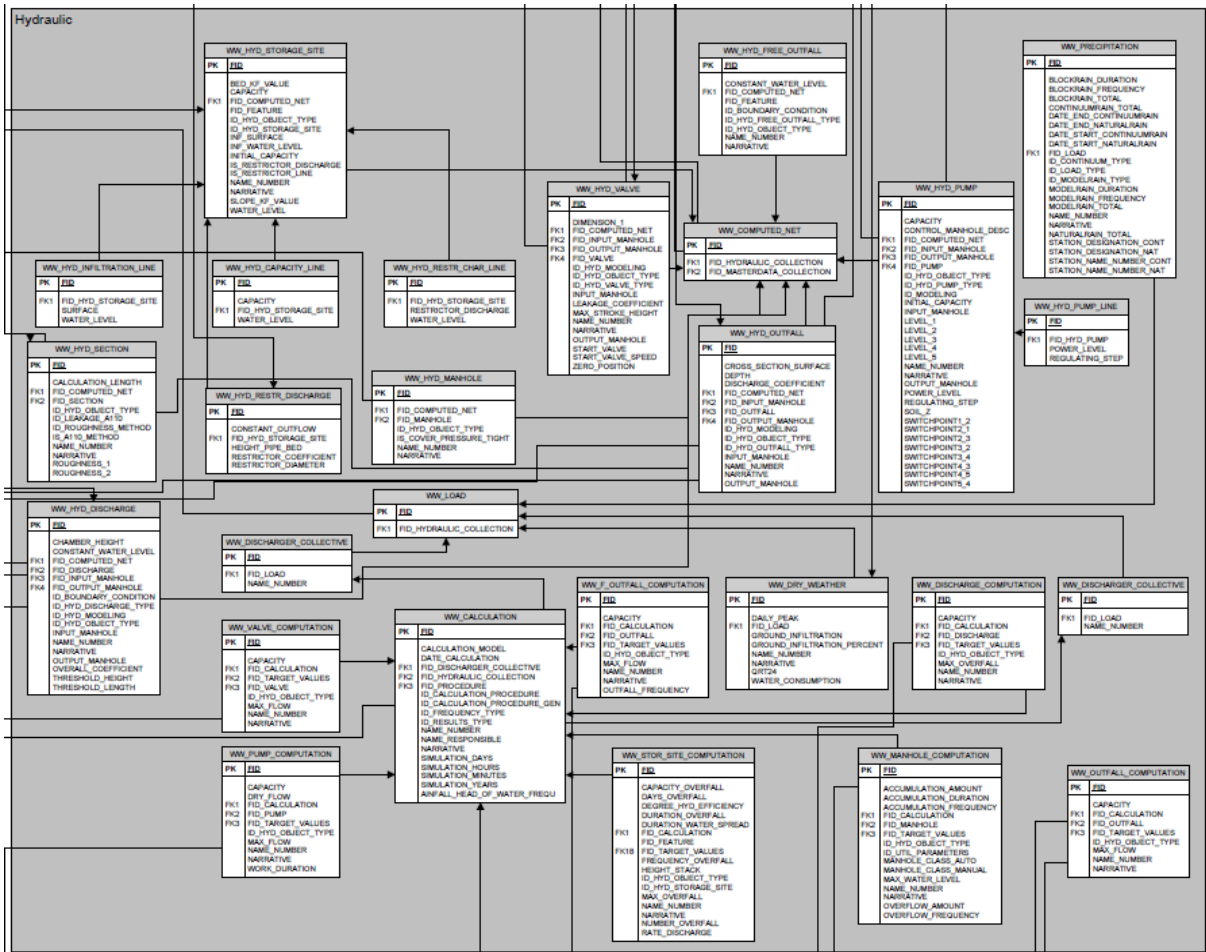 Hydraulic
WW_HYD_STORAGE_SITE
PK FID
BED_KF_VALUE
CAPACITY
FK1 FID_COMPUTED_NET
FID_FEATURE
ID_HYD_OBJECT_TYPE
ID_HYD_STORAGE_SITE
INF_SURFACE
INF_WATER_LEVEL
INITIAL_CAPACITY
IS_RESTRICTOR_DISCHARGE
IS_RESTRICTOR_LINE
NAME_NUMBER
NARRATIVE
SLOPE_KF_VALUE
WATER_LEVEL
WW_HYD_FREE_OUTFALL
PK FID
CONSTANT_WATER_LEVEL
FK1 FID_COMPUTED_NET
FID_FEATURE
ID_BOUNDARY_CONDITION
ID_HYD_FREE_OUTFALL_TYPE
ID_HYD_OBJECT_TYPE
NAME_NUMBER
NARRATIVE
WW_PRECIPITATION
PK FID
BLOCKRAIN_DURATION
BLOCKRAIN_FREQUENCY
BLOCKRAIN_TOTAL
CONTINUUMRAIN_TOTAL
DATE_END_CONTINUUMRAIN
DATE_END_NATURALRAIN
DATE_START_CONTINUUMRAIN
DATE_START_NATURALRAIN
FK1 FID_LOAD
ID_CONTINUUM_TYPE
ID_LOAD_TYPE
ID_MODELRAIN_TYPE
MODELRAIN_DURATION
MODELRAIN_FREQUENCY
MODELRAIN_TOTAL
NAME_NUMBER
NARRATIVE
NATURALRAIN_TOTAL
STATION_DESIGNATION_CONT
STATION_DESIGNATION_NAT
STATION_NAME_NUMBER_CONT
STATION_NAME_NUMBER_NAT
WW_HYD_VALVE
PK FID
DIMENSION_1
FK1 FID_COMPUTED_NET
FK2 FID_INPUT_MANHOLE
FK3 FID_OUTPUT_MANHOLE
FK4 FID_VALVE
ID_HYD_MODELING
ID_HYD_OBJECT_TYPE
ID_HYD_VALVE_TYPE
INPUT_MANHOLE
LEAKAGE_COEFFICIENT
MAX_STROKE_HEIGHT
NAME_NUMBER
NARRATIVE
OUTPUT_MANHOLE
START_VALVE
START_VALVE_SPEED
ZERO_POSITION
WW_COMPUTED_NET
PK FID
FK1 FID_HYDRAULIC_COLLECTION
FK2 FID_MASTERDATA_COLLECTION
WW_HYD_PUMP
PK FID
CAPACITY
CONTROL_MANHOLE_DESC
FK1 FID_COMPUTED_NET
FK2 FID_INPUT_MANHOLE
FK3 FID_OUTPUT_MANHOLE
FK4 FID_PUMP
ID_HYD_OBJECT_TYPE
ID_HYD_PUMP_TYPE
ID_MODELING
INITIAL_CAPACITY
INPUT_MANHOLE
LEVEL_1
LEVEL_2
LEVEL_3
LEVEL_4
LEVEL_5
NAME_NUMBER
NARRATIVE
OUTPUT_MANHOLE
POWER_LEVEL
REGULATING_STEP
SOIL_Z
SWITCHPOINT1_2
SWITCHPOINT2_1
SWITCHPOINT2_3
SWITCHPOINT3_2
SWITCHPOINT3_4
SWITCHPOINT4_3
SWITCHPOINT4_5
SWITCHPOINT5_4
WW_HYD_INFILTRATION_LINE
PK FID
FK1 FID_HYD_STORAGE_SITE
SURFACE
WATER_LEVEL
WW_HYD_CAPACITY_LINE
PK FID
CAPACITY
FK1 FID_HYD_STORAGE_SITE
WATER_LEVEL
WW_HYD_RESTR_CHAR_LINE
PK FID
FK1 FID_HYD_STORAGE_SITE
RESTRICTOR_DISCHARGE
WATER_LEVEL
WW_HYD_PUMP_LINE
PK FID
FK1 FID_HYD_PUMP
POWER_LEVEL
REGULATING_STEP
WW_HYD_SECTION
PK FID
CALCULATION_LENGTH
FK1 FID_COMPUTED_NET
FK2 FID_SECTION
ID_HYD_OBJECT_TYPE
ID_LEAKAGE_A110
ID_ROUGHNESS_METHOD
IS_A110_METHOD
NAME_NUMBER
NARRATIVE
ROUGHNESS_1
ROUGHNESS_2
WW_HYD_RESTR_DISCHARGE
PK FID
CONSTANT_OUTFLOW
FK1 FID_HYD_STORAGE_SITE
HEIGHT_PIPE_BED
RESTRICTOR_COEFFICIENT
RESTRICTOR_DIAMETER
WW_HYD_MANHOLE
PK FID
FK1 FID_COMPUTED_NET
FK2 FID_MANHOLE
ID_HYD_OBJECT_TYPE
IS_COVER_PRESSURE_TIGHT
NAME_NUMBER
NARRATIVE
WW_HYD_OUTFALL
PK FID
CROSS_SECTION_SURFACE
DEPTH
DISCHARGE_COEFFICIENT
FK1 FID_COMPUTED_NET
FK2 FID_INPUT_MANHOLE
FK3 FID_OUTFALL
FK4 FID_OUTPUT_MANHOLE
ID_HYD_MODELING
ID_HYD_OBJECT_TYPE
ID_HYD_OUTFALL_TYPE
INPUT_MANHOLE
NAME_NUMBER
NARRATIVE
OUTPUT_MANHOLE
WW_HYD_DISCHARGE
PK FID
CHAMBER_HEIGHT
CONSTANT_WATER_LEVEL
FK1 FID_COMPUTED_NET
FK2 FID_DISCHARGE
FK3 FID_INPUT_MANHOLE
FK4 FID_OUTPUT_MANHOLE
ID_BOUNDARY_CONDITION
ID_HYD_DISCHARGE_TYPE
ID_HYD_MODELING
ID_HYD_OBJECT_TYPE
INPUT_MANHOLE
NAME_NUMBER
NARRATIVE
OUTPUT_MANHOLE
OVERALL_COEFFICIENT
THRESHOLD_HEIGHT
THRESHOLD_LENGTH
WW_LOAD
PK FID
FK1 FID_HYDRAULIC_COLLECTION
WW_DISCHARGER_COLLECTIVE
PK FID
FK1 FID_LOAD
NAME_NUMBER
WW_VALVE_COMPUTATION
PK FID
CAPACITY
FK1 FID_CALCULATION
FK2 FID_TARGET_VALUES
FK3 FID_VALVE
ID_HYD_OBJECT_TYPE
MAX_FLOW
NAME_NUMBER
NARRATIVE
WW_CALCULATION
PK FID
CALCULATION_MODEL
DATE_CALCULATION
FK1 FID_DISCHARGER_COLLECTIVE
FK2 FID_HYDRAULIC_COLLECTION
FK3 FID_PROCEDURE
ID_CALCULATION_PROCEDURE
ID_CALCULATION_PROCEDURE_GEN
ID_FREQUENCY_TYPE
ID_RESULTS_TYPE
NAME_NUMBER
NAME_RESPONSIBLE
NARRATIVE
SIMULATION_DAYS
SIMULATION_HOURS
SIMULATION_MINUTES
SIMULATION_YEARS
AINFALL_HEAD_OF_WATER_FREQU
WW_F_OUTFALL_COMPUTATION
PK FID
CAPACITY
FK1 FID_CALCULATION
FK2 FID_OUTFALL
FK3 FID_TARGET_VALUES
ID_HYD_OBJECT_TYPE
MAX_FLOW
NAME_NUMBER
NARRATIVE
OUTFALL_FREQUENCY
WW_DRY_WEATHER
PK FID
DAILY_PEAK
FK1 FID_LOAD
GROUND_INFILTRATION
GROUND_INFILTRATION_PERCENT
NAME_NUMBER
NARRATIVE
QRT24
WATER_CONSUMPTION
WW_DISCHARGE_COMPUTATION
PK FID
CAPACITY
FK1 FID_CALCULATION
FK2 FID_DISCHARGE
FK3 FID_TARGET_VALUES
ID_HYD_OBJECT_TYPE
MAX_OVERFALL
NAME_NUMBER
NARRATIVE
WW_DISCHARGER_COLLECTIVE
PK FID
FK1 FID_LOAD
NAME_NUMBER
WW_PUMP_COMPUTATION
PK FID
CAPACITY
DRY_FLOW
FK1 FID_CALCULATION
FK2 FID_PUMP
FK3 FID_TARGET_VALUES
ID_HYD_OBJECT_TYPE
MAX_FLOW
NAME_NUMBER
NARRATIVE
WORK_DURATION
WW_STOR_SITE_COMPUTATION
PK FID
CAPACITY_OVERFALL
DAYS_OVERFALL
DEGREE_HYD_EFFICIENCY
DURATION_OVERFALL
DURATION_WATER_SPREAD
FK1 FID_CALCULATION
FID_FEATURE
FK18 FID_TARGET_VALUES
FREQUENCY_OVERFALL
HEIGHT_STACK
ID_HYD_OBJECT_TYPE
ID_HYD_STORAGE_SITE
MAX_OVERFALL
NAME_NUMBER
NARRATIVE
NUMBER_OVERFALL
RATE_DISCHARGE
WW_MANHOLE_COMPUTATION
PK FID
ACCUMULATION_AMOUNT
ACCUMULATION_DURATION
ACCUMULATION_FREQUENCY
FK1 FID_CALCULATION
FK2 FID_MANHOLE
FK3 FID_TARGET_VALUES
ID_HYD_OBJECT_TYPE
ID_UTIL_PARAMETERS
MANHOLE_CLASS_AUTO
MANHOLE_CLASS_MANUAL
MAX_WATER_LEVEL
NAME_NUMBER
NARRATIVE
OVERFLOW_AMOUNT
OVERFLOW_FREQUENCY
WW_OUTFALL_COMPUTATION
PK FID
CAPACITY
FK1 FID_CALCULATION
FK2 FID_OUTFALL
FK3 FID_TARGET_VALUES
ID_HYD_OBJECT_TYPE
MAX_FLOW
NAME_NUMBER
NARRATIVE